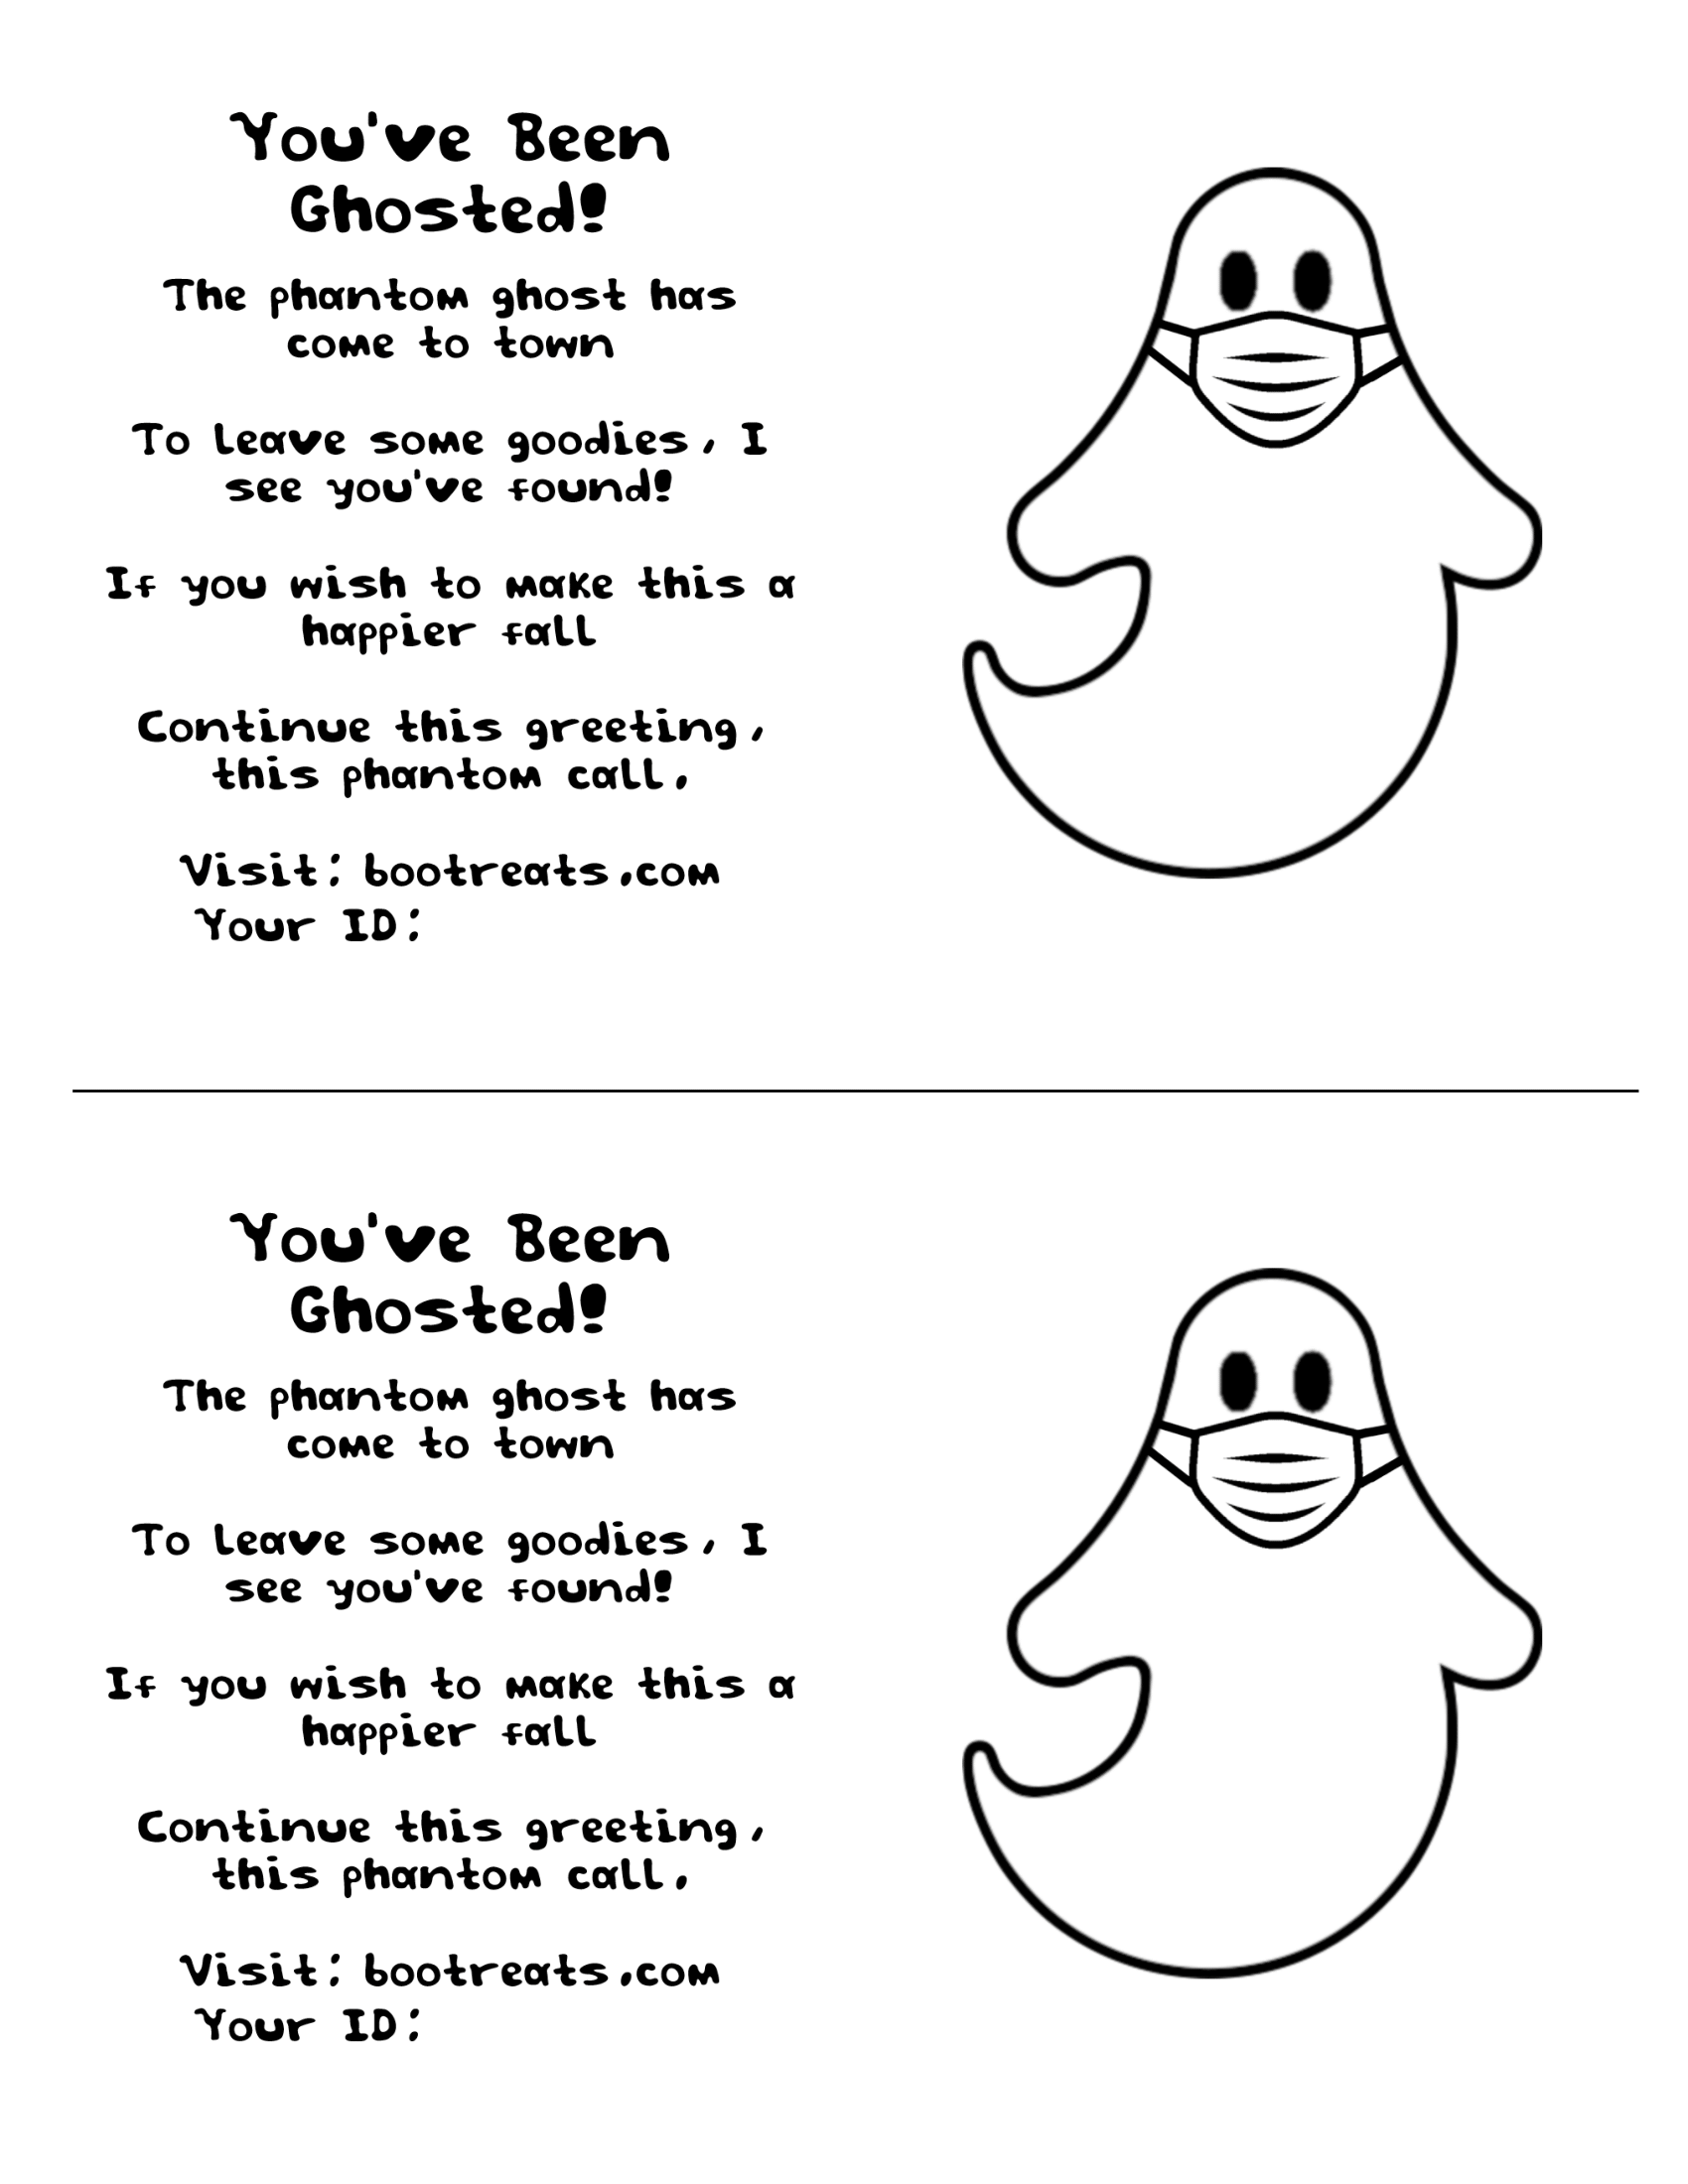 You've Been
Ghosted!
The phantom ghost has
come to town
To leave some goodies, I
see you've found!
If you wish to make this a
happier fall
Continue this greeting,
this phantom call.
Visit: bootreats.com
Your ID:
You've Been
Ghosted!
The phantom ghost has
come to town
To leave some goodies, I
see you've found!
If you wish to make this a
happier fall
Continue this greeting,
this phantom call.
Visit: bootreats.com
Your ID: